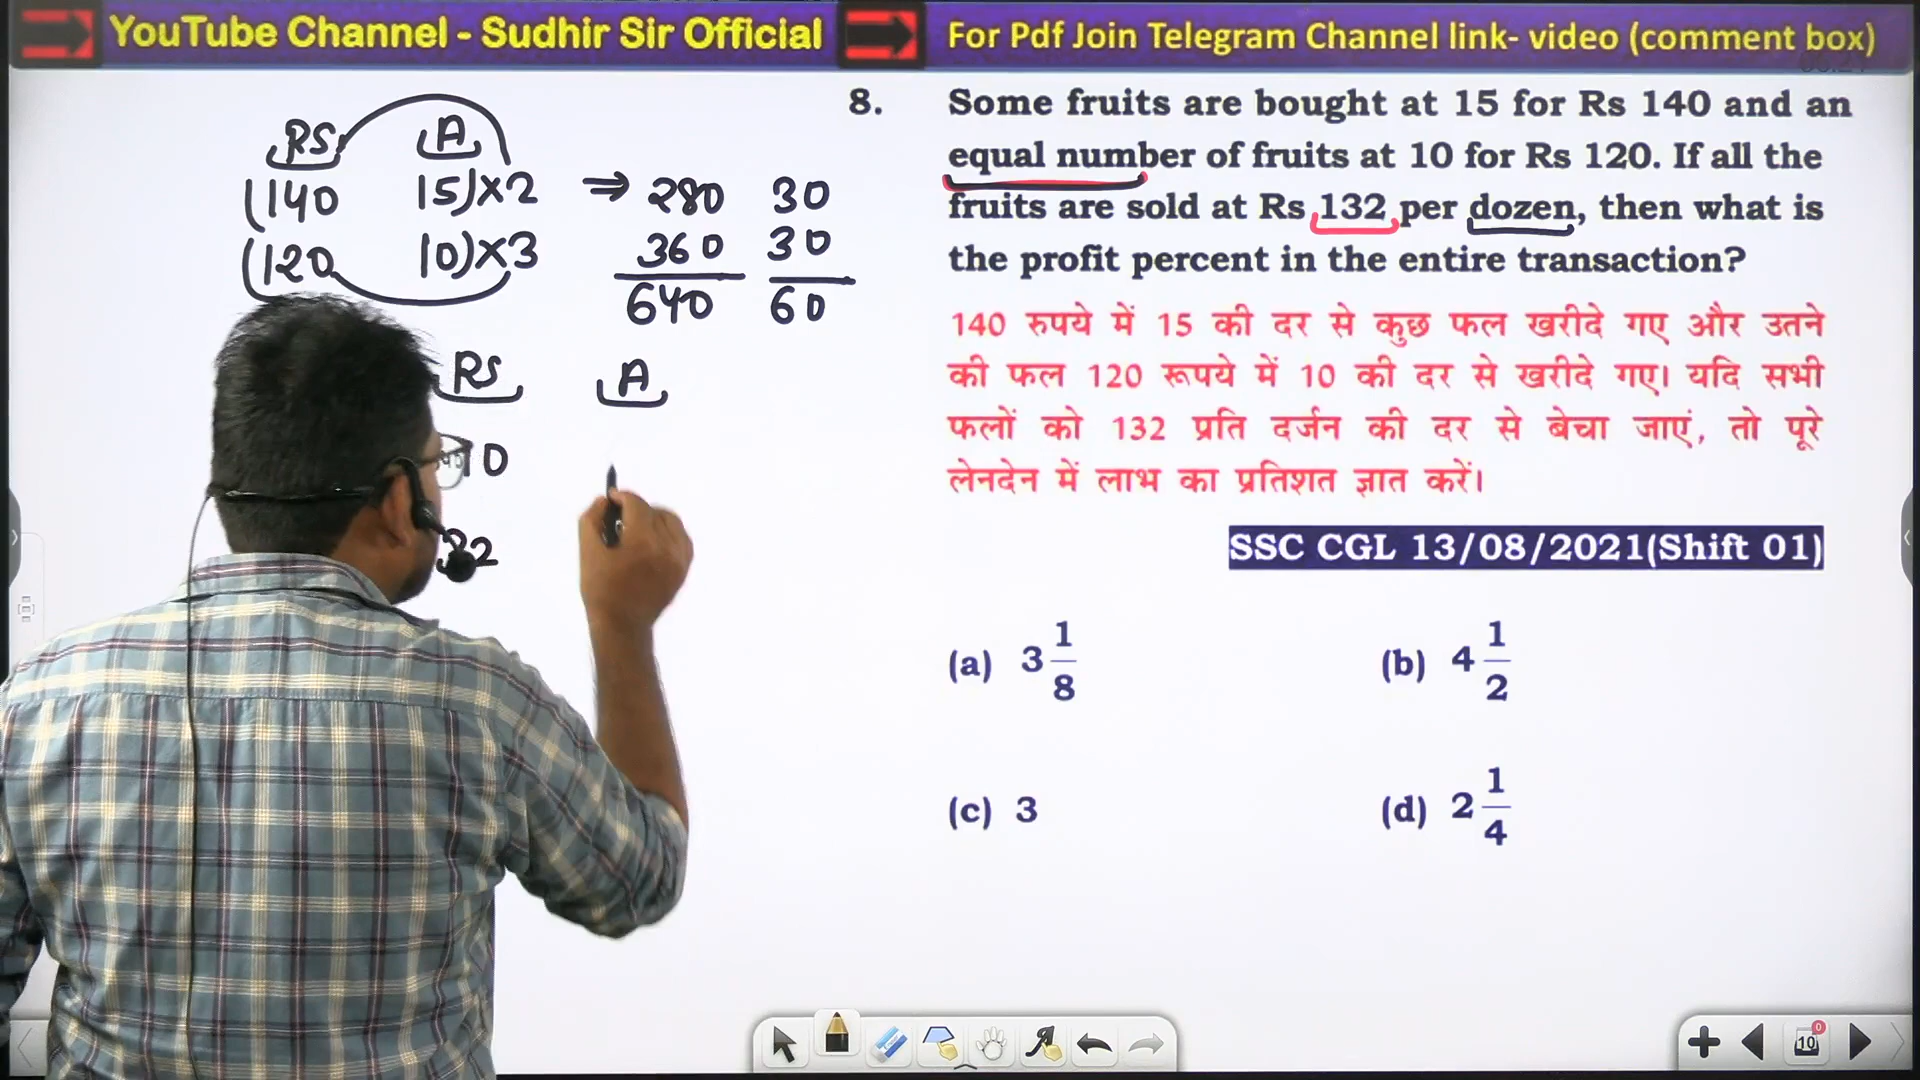 YouTube Channel - Sudhir Sir Official
For Pdf Join Telegram Channel link- video (comment box)
RS A
(140 15)×2 ⇒ 280 30
(120 10)×3 360 30
640 60
RS A
10
32
8. Some fruits are bought at 15 for Rs 140 and an
equal number of fruits at 10 for Rs 120. If all the
fruits are sold at Rs 132 per dozen, then what is
the profit percent in the entire transaction?
140 रुपये में 15 की दर से कुछ फल खरीदे गए और उतने
की फल 120 रूपये में 10 की दर से खरीदे गए। यदि सभी
फलों को 132 प्रति दर्जन की दर से बेचा जाएं, तो पूरे
लेनदेन में लाभ का प्रतिशत ज्ञात करें।
SSC CGL 13/08/2021(Shift 01)
(a) 3 1/8 (b) 4 1/2
(c) 3 (d) 2 1/4
10 0